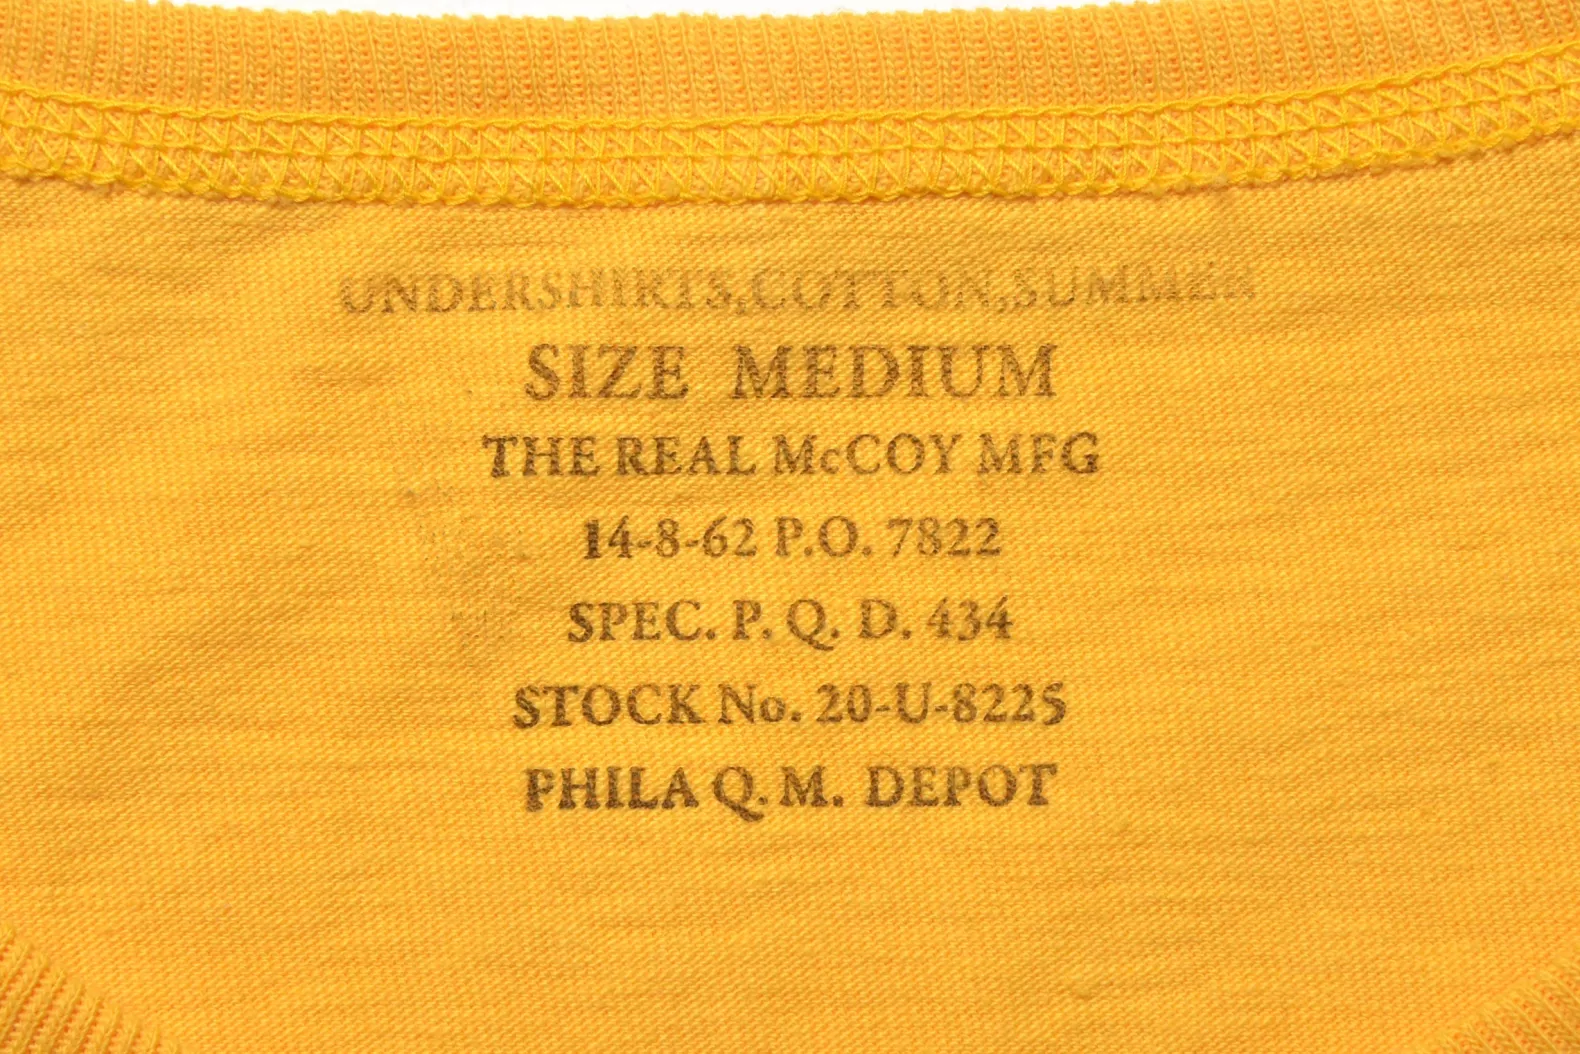 UNDERSHIRTS,COTTON,SUMMER
SIZE MEDIUM
THE REAL McCOY MFG
14-8-62 P.O. 7822
SPEC. P. Q. D. 434
STOCK No. 20-U-8225
PHILA Q.M. DEPOT